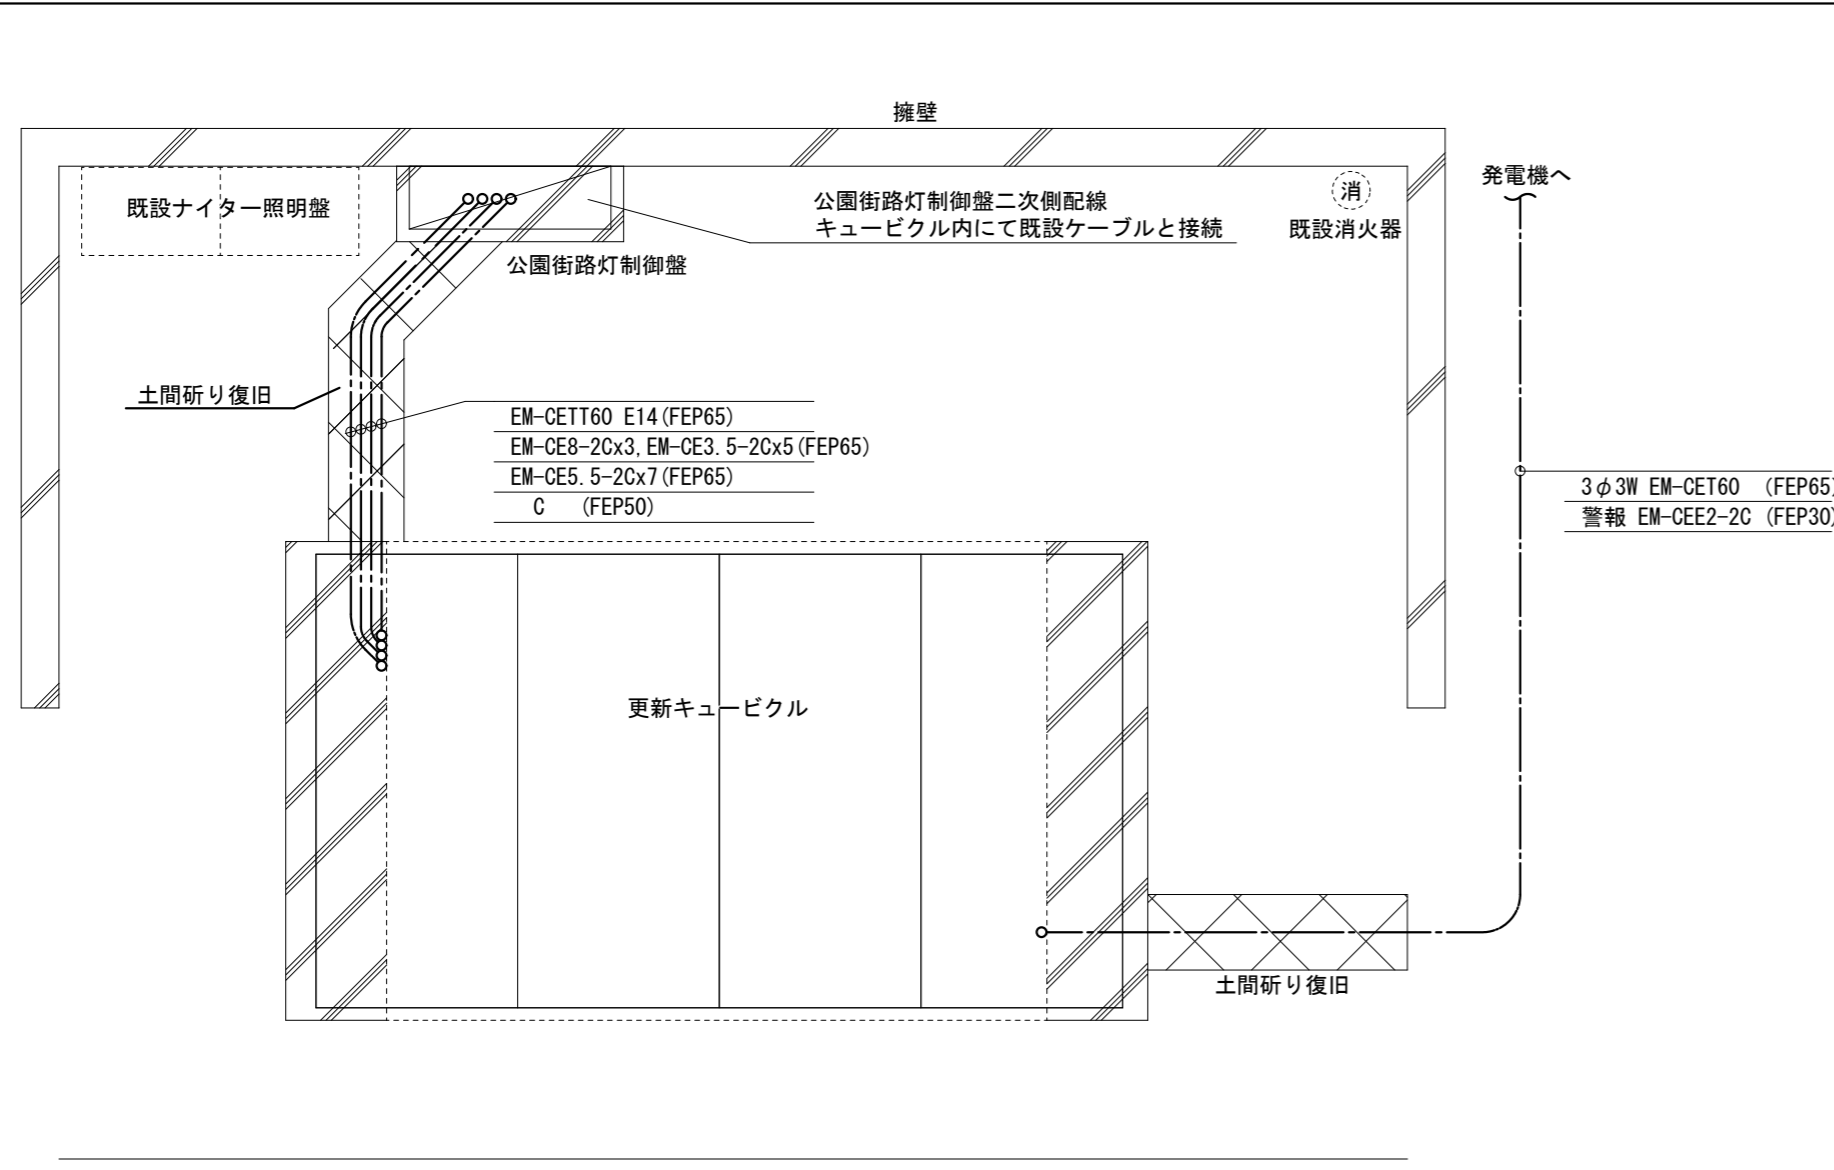 擁壁
発電機へ
既設ナイター照明盤
公園街路灯制御盤二次側配線
キュービクル内にて既設ケーブルと接続
消
既設消火器
公園街路灯制御盤
土間斫り復旧
EM-CETT60 E14(FEP65)
EM-CE8-2Cx3,EM-CE3.5-2Cx5(FEP65)
EM-CE5.5-2Cx7(FEP65)
C (FEP50)
3φ3W EM-CET60 (FEP65)
警報 EM-CEE2-2C (FEP30)
更新キュービクル
土間斫り復旧